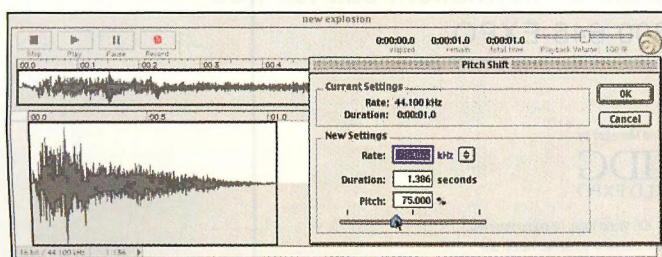 new explosion
Stop Play Pause Record
0:00:00.0 0:00:01.0 0:00:01.0
elapsed remain total time Playback Volume 100 %
00.0 00.1 00.2 00.3 00.4
Pitch Shift
Current Settings
Rate: 44.100 kHz
Duration: 0:00:01.0
OK
Cancel
00.0 00.5 01.0
New Settings
Rate: kHz
Duration: 1.386 seconds
Pitch: 75.000 %
16 bit / 44.100 kHz
IDG